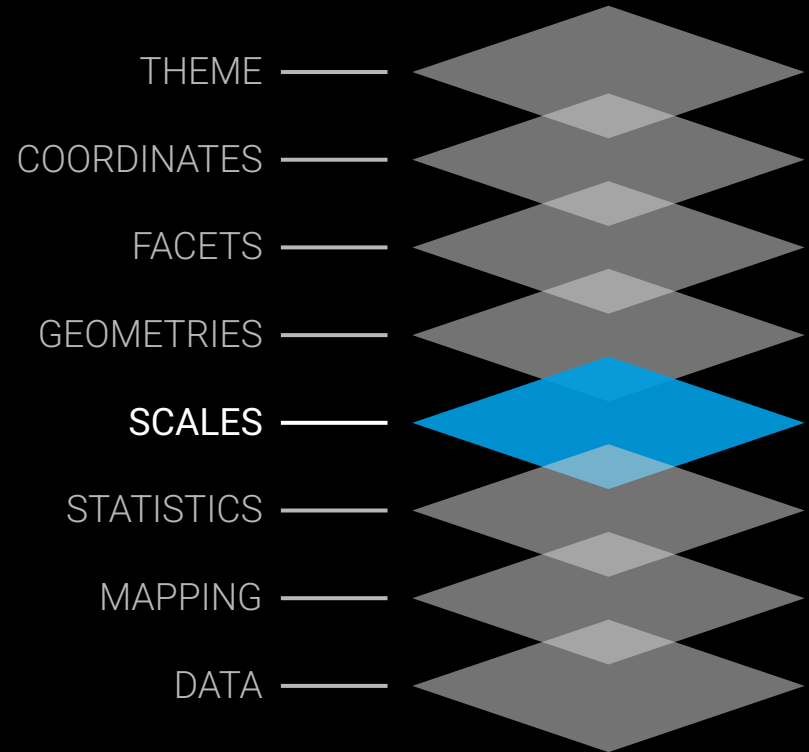 THEME
COORDINATES
FACETS
GEOMETRIES
SCALES
STATISTICS
MAPPING
DATA